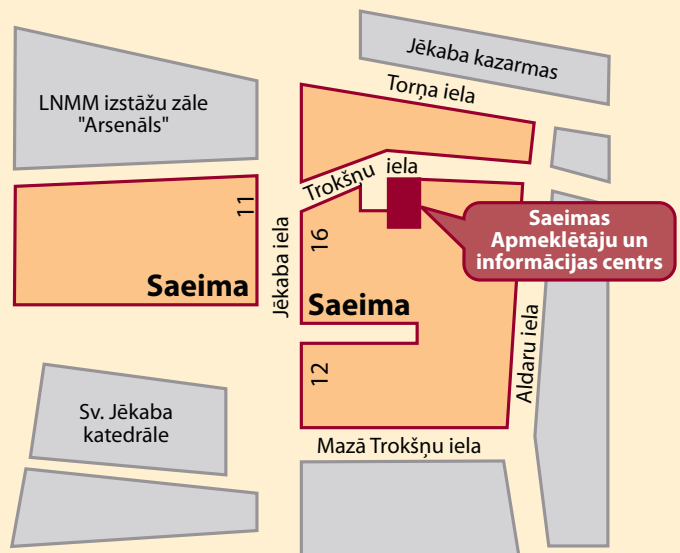 Jēkaba kazarmas
LNMM izstāžu zāle
"Arsenāls"
Torņa iela
Trokšņu iela
11
Saeima
Jēkaba iela
16
Saeima
12
Saeimas
Apmeklētāju un
informācijas centrs
Aldaru iela
Sv. Jēkaba
katedrāle
Mazā Trokšņu iela